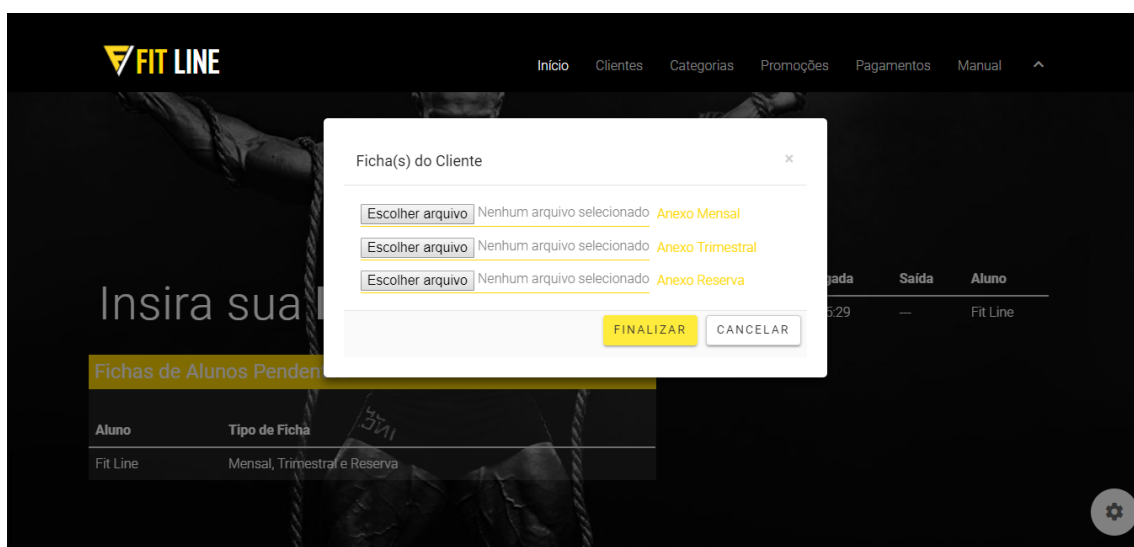 FIT LINE
Início Clientes Categorias Promoções Pagamentos Manual
Ficha(s) do Cliente ×
Escolher arquivo Nenhum arquivo selecionado Anexo Mensal
Escolher arquivo Nenhum arquivo selecionado Anexo Trimestral
Escolher arquivo Nenhum arquivo selecionado Anexo Reserva
FINALIZAR CANCELAR
Insira sua
Saída Aluno
5:29 --- Fit Line
Fichas de Alunos
Aluno Tipo de Ficha
Fit Line Mensal, Trimestral e Reserva